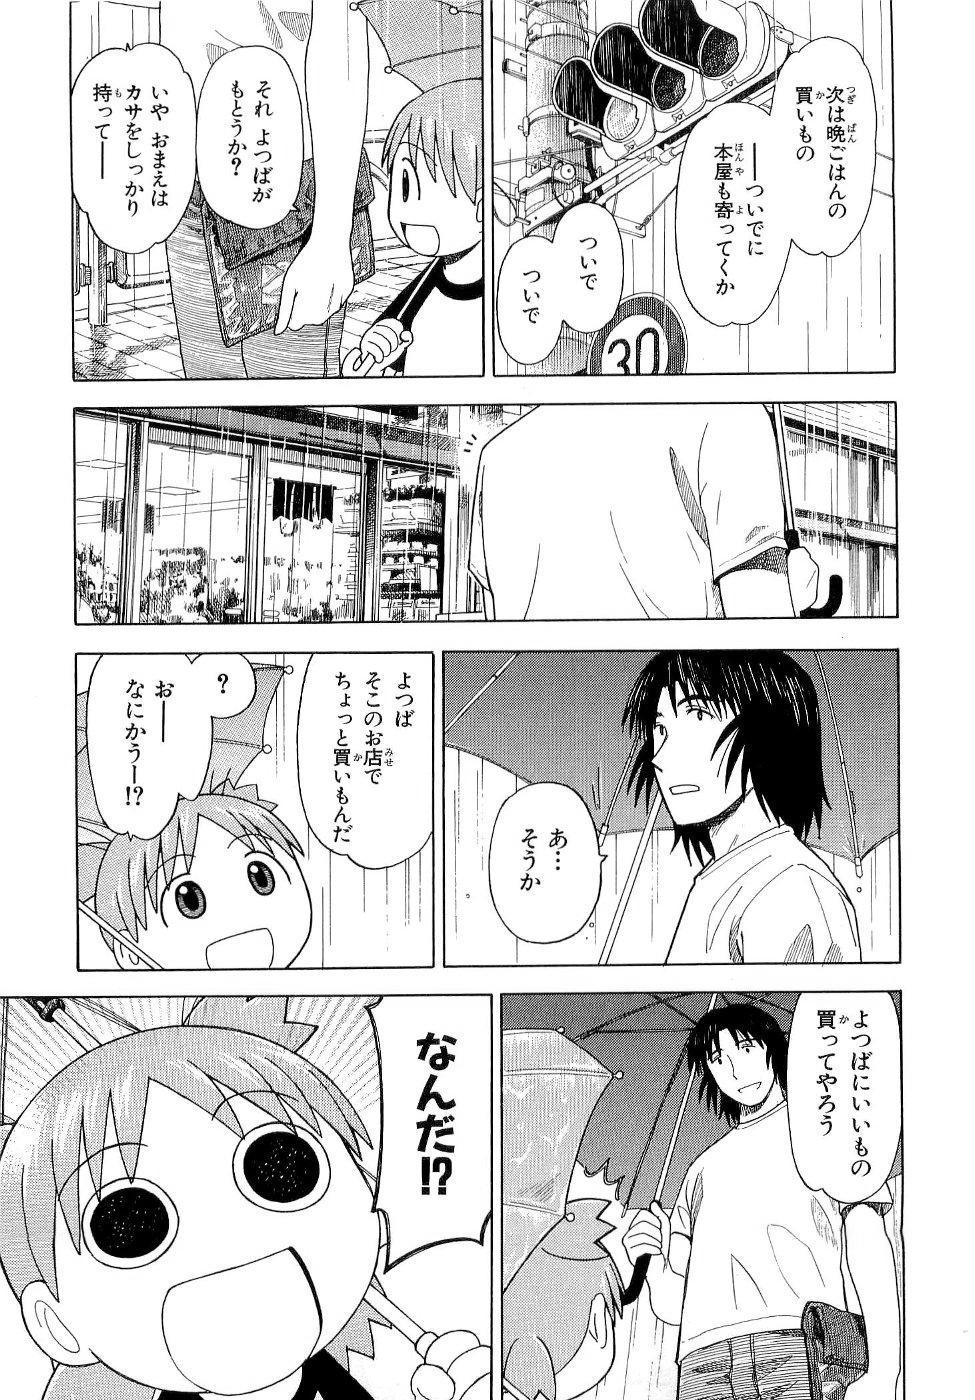 次は晩ごはんの
買いもの
――ついでに
本屋も寄ってくか
ついで
ついで
30
それ よつばが
もとうか?
いや おまえは
カサをしっかり
持って――
あ…
そうか
よつば
そこのお店で
ちょっと買いもんだ
?
お――
なにかうー!?
よつばにいいもの
買ってやろう
なんだ!?